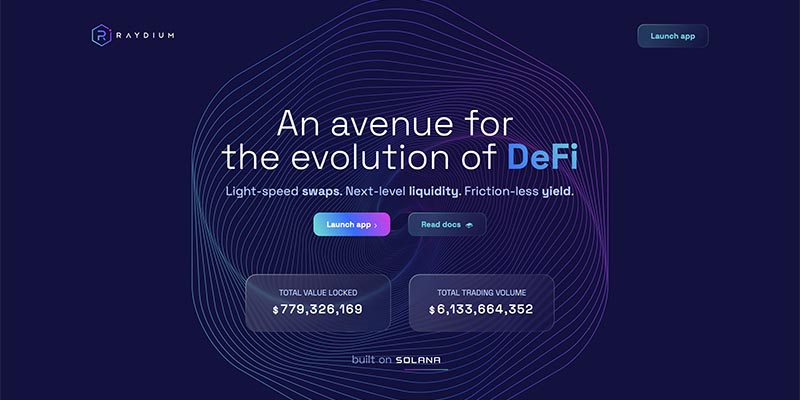 RAYDIUM
Launch app
An avenue for
the evolution of DeFi
Light-speed swaps. Next-level liquidity. Friction-less yield.
Launch app ›
Read docs
TOTAL VALUE LOCKED
$779,326,169
TOTAL TRADING VOLUME
$6,133,664,352
built on SOLANA